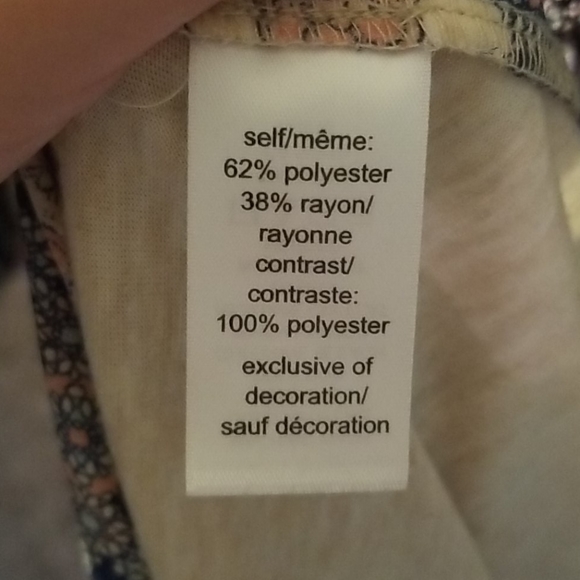 self/même:
62% polyester
38% rayon/
rayonne
contrast/
contraste:
100% polyester
exclusive of
decoration/
sauf décoration